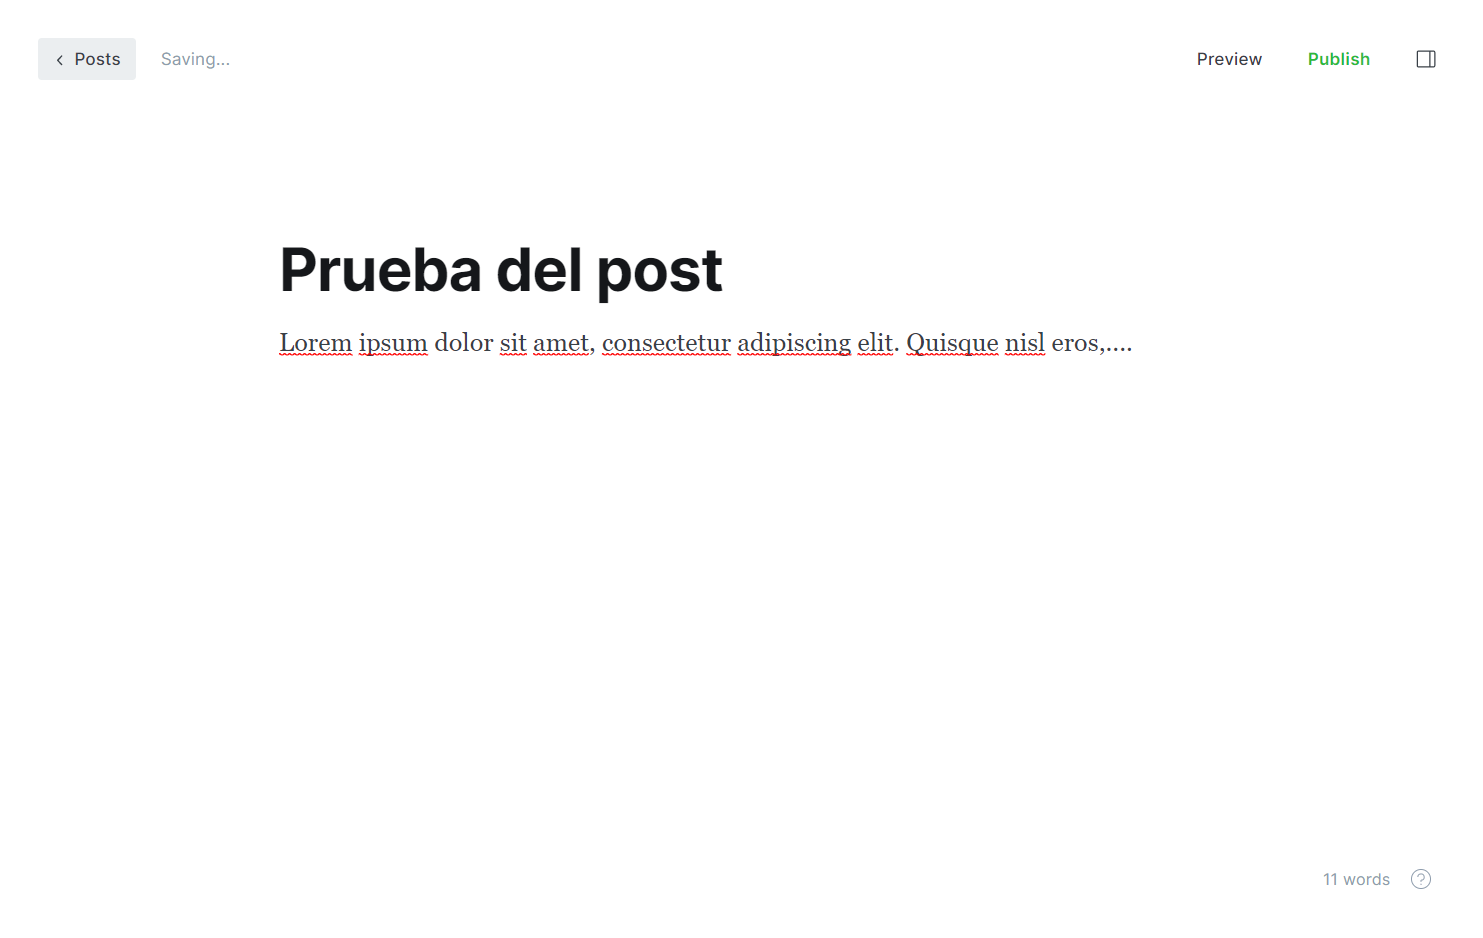 Posts
Saving...
Preview
Publish
Prueba del post
Lorem ipsum dolor sit amet, consectetur adipiscing elit. Quisque nisl eros,....
11 words
?